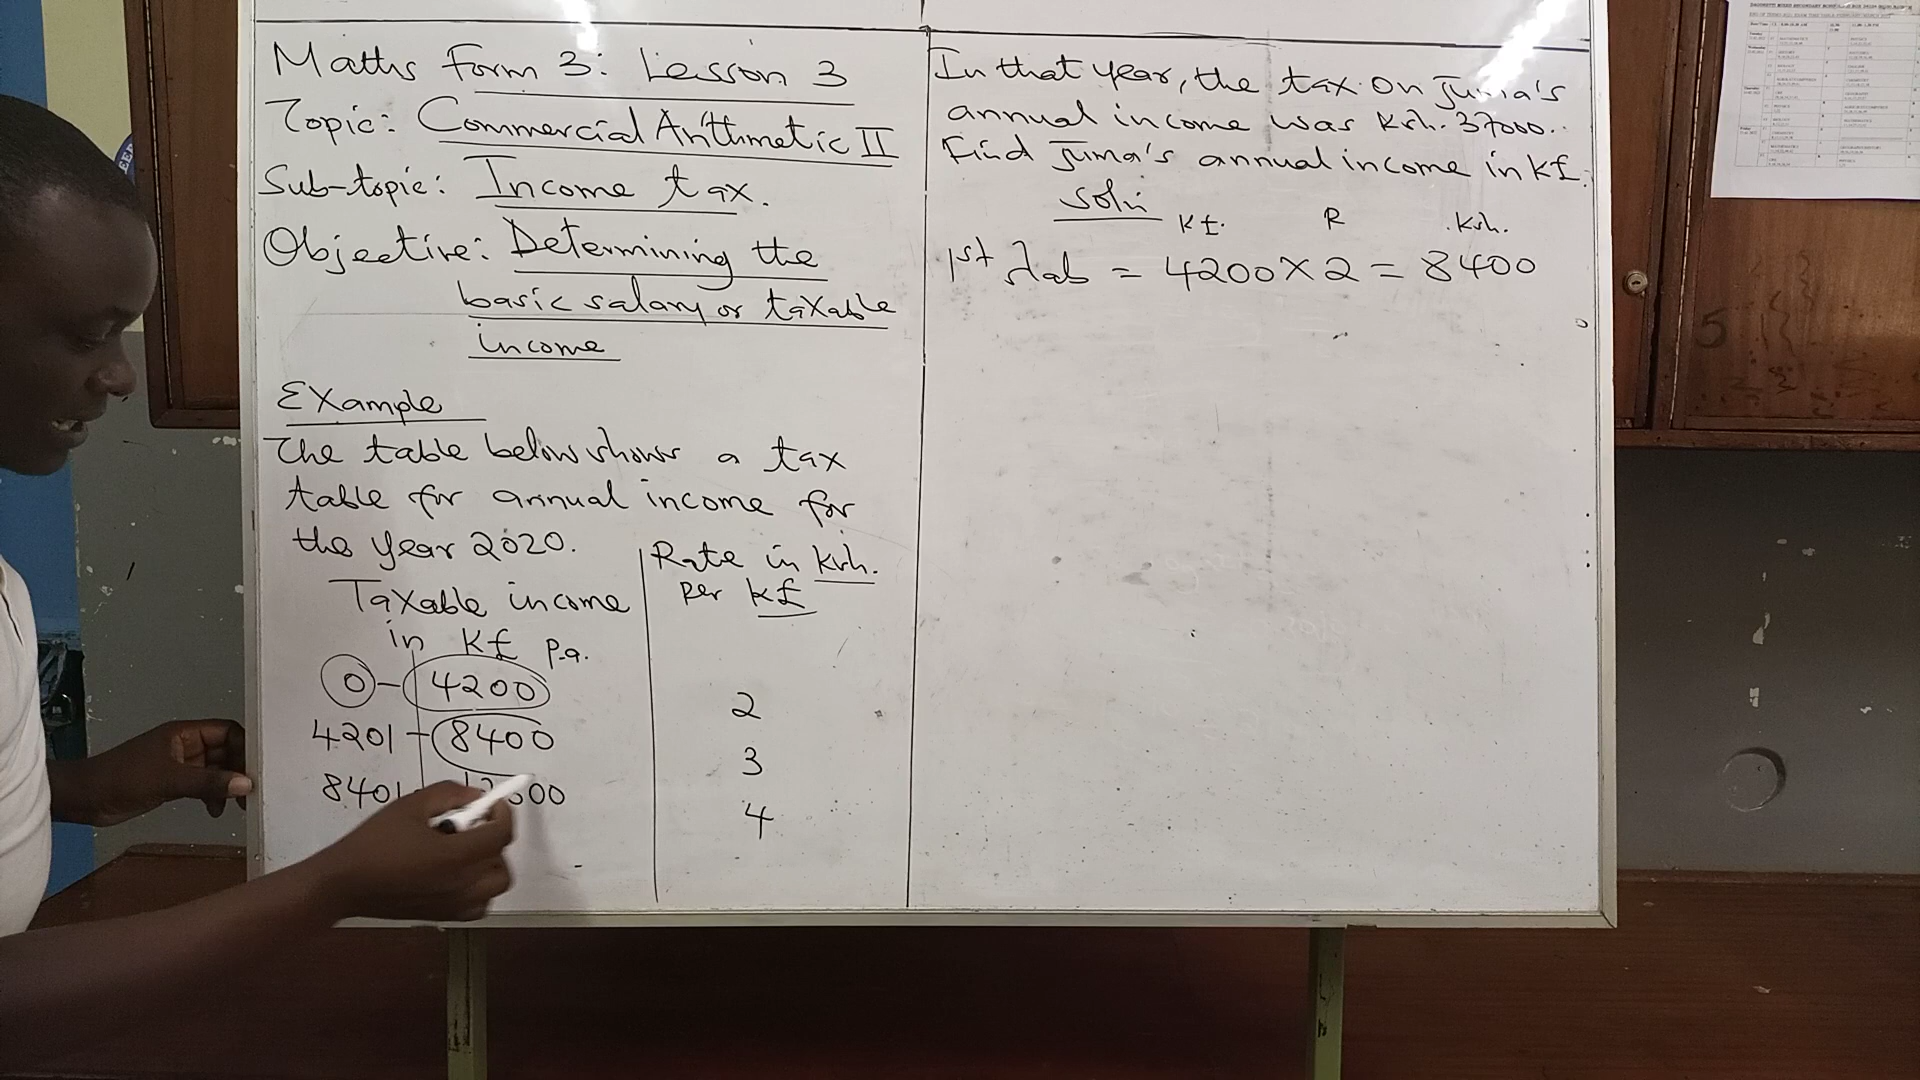 Maths Form 3: Lesson 3
Topic: Commercial Arithmetic II
Sub-topic: Income tax.
Objective: Determining the
basic salary or taxable
income
Example
The table below shows a tax
table for annual income for
the year 2020.
Taxable income
in K£ p.a.
Rate in ksh.
per K£
0 - 4200
2
4201 - 8400
3
8401
4
In that year, the tax on Juma's
annual income was Ksh. 37000.
Find Juma's annual income in K£.
Soln
K£. R Ksh.
1st slab = 4200 X 2 = 8400
5